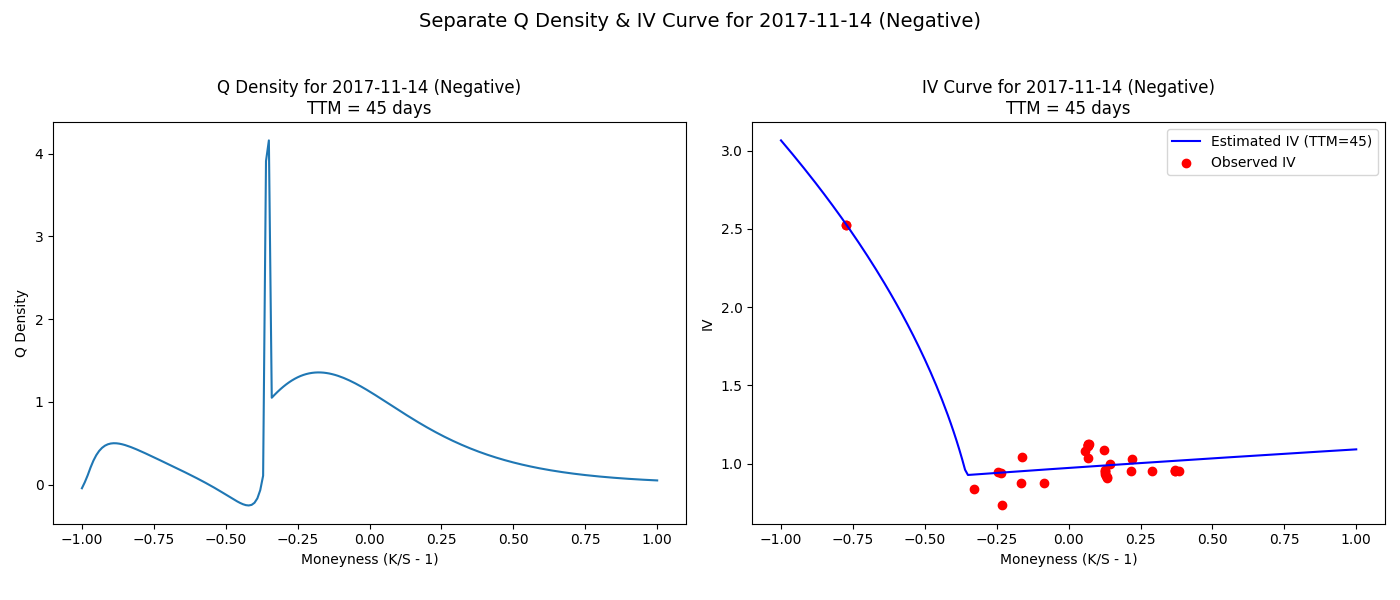 Separate Q Density & IV Curve for 2017-11-14 (Negative)
Q Density for 2017-11-14 (Negative)
TTM = 45 days
4
3
2
1
0
Q Density
−1.00 −0.75 −0.50 −0.25 0.00 0.25 0.50 0.75 1.00
Moneyness (K/S - 1)
IV Curve for 2017-11-14 (Negative)
TTM = 45 days
Estimated IV (TTM=45)
Observed IV
3.0
2.5
2.0
1.5
1.0
IV
−1.00 −0.75 −0.50 −0.25 0.00 0.25 0.50 0.75 1.00
Moneyness (K/S - 1)